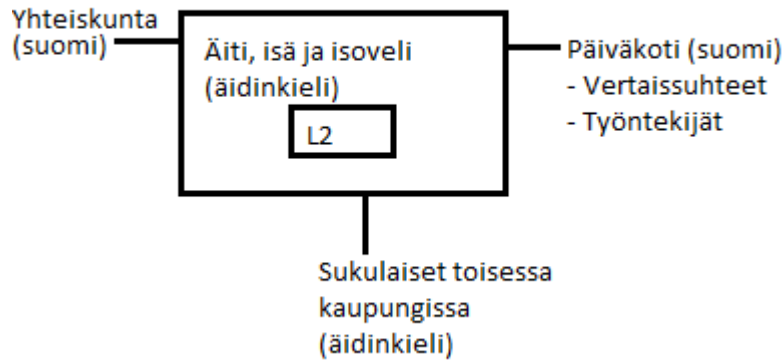 Yhteiskunta
(suomi)
Äiti, isä ja isoveli
(äidinkieli)
L2
Päiväkoti (suomi)
- Vertaissuhteet
- Työntekijät
Sukulaiset toisessa
kaupungissa
(äidinkieli)